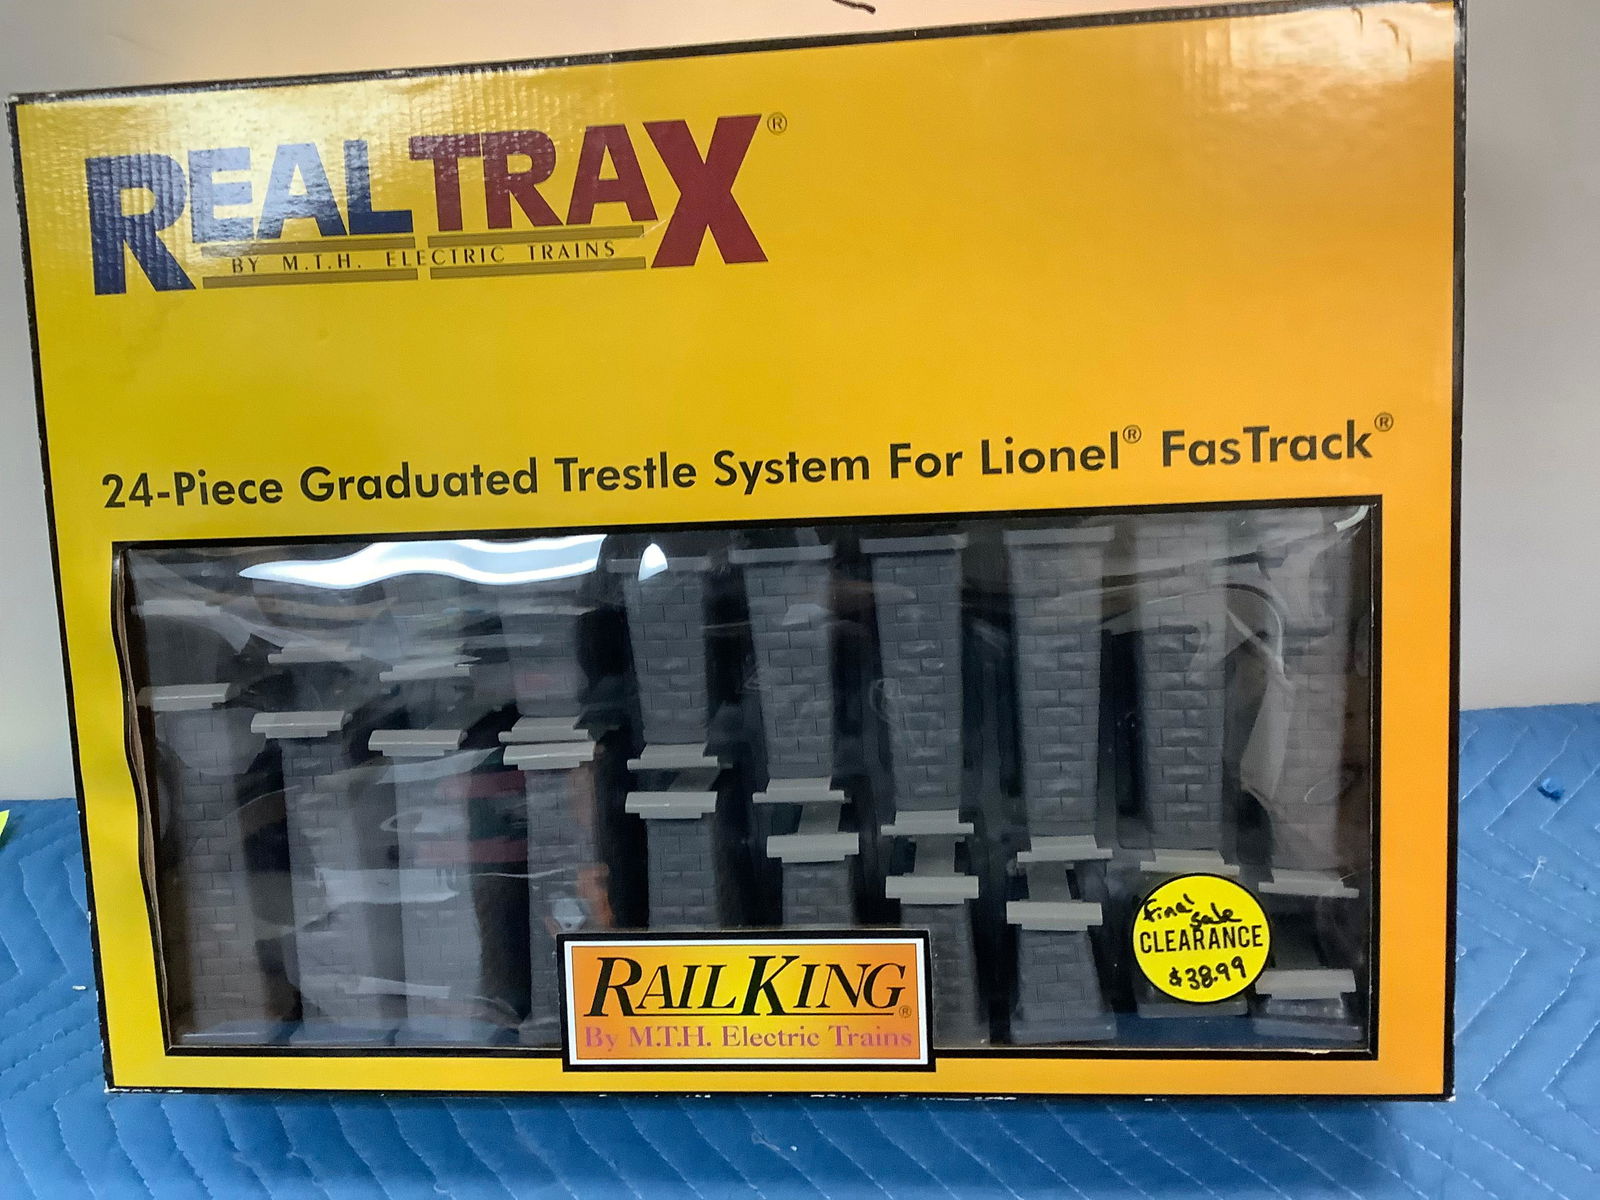 REALTRAX®
BY M.T.H. ELECTRIC TRAINS
24-Piece Graduated Trestle System For Lionel® FasTrack®
Final
sale
CLEARANCE
$38.99
RAILKING®
By M.T.H. Electric Trains